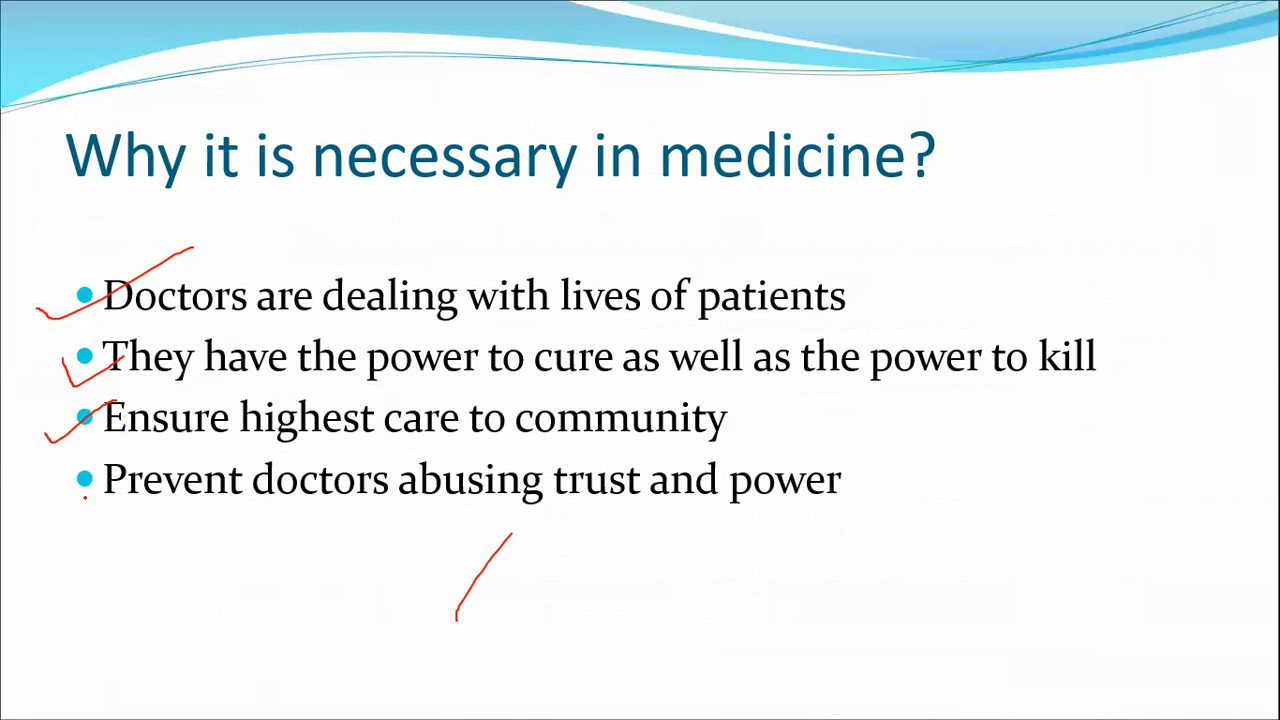 Why it is necessary in medicine?
Doctors are dealing with lives of patients
They have the power to cure as well as the power to kill
Ensure highest care to community
Prevent doctors abusing trust and power